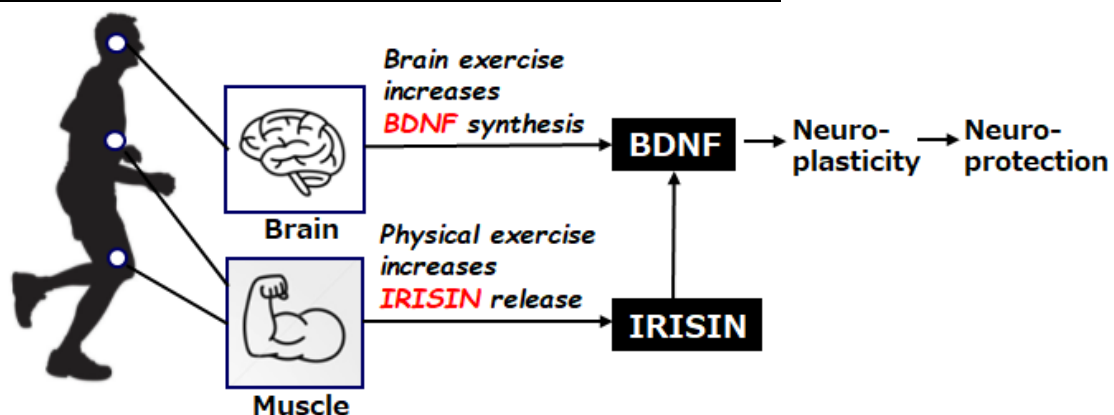 Brain exercise
increases
BDNF synthesis
BDNF
Neuro-
plasticity
Neuro-
protection
Brain
Physical exercise
increases
IRISIN release
IRISIN
Muscle